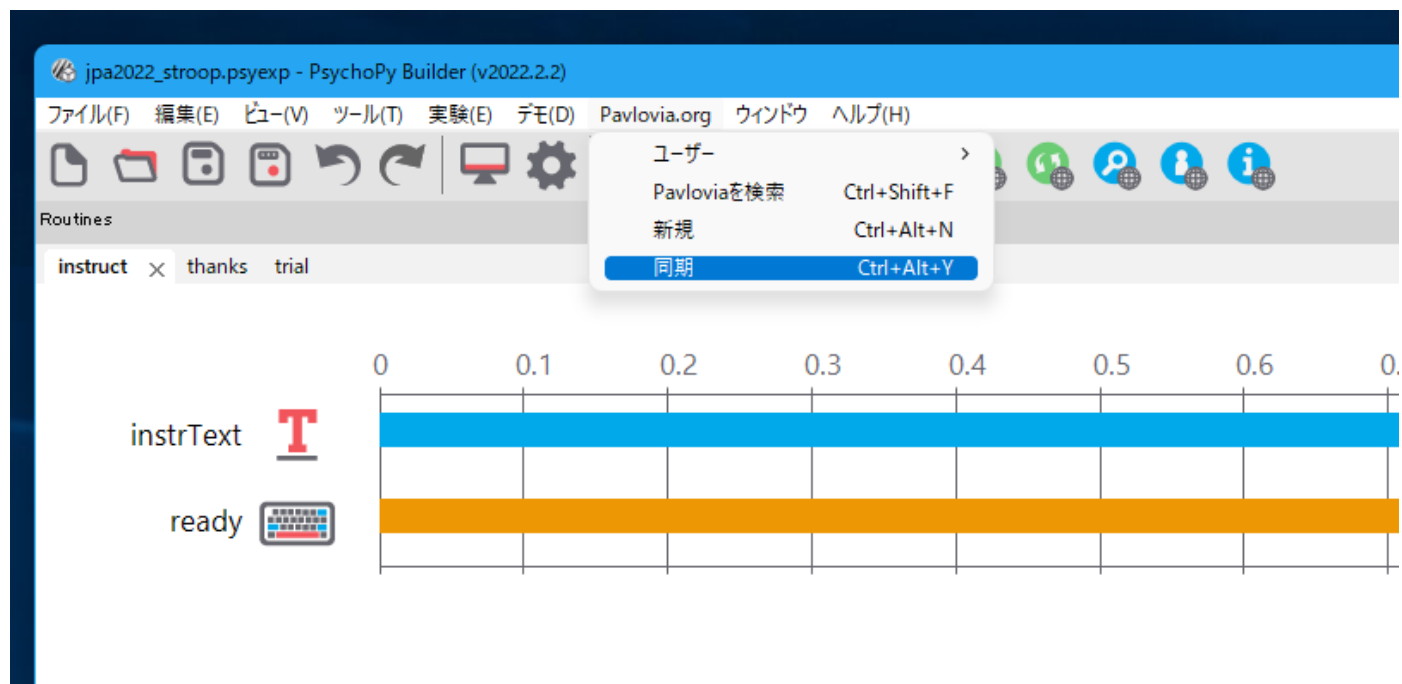 jpa2022_stroop.psyexp - PsychoPy Builder (v2022.2.2)
ファイル(F) 編集(E) ビュー(V) ツール(T) 実験(E) デモ(D) Pavlovia.org ウィンドウ ヘルプ(H)
ユーザー >
Pavloviaを検索 Ctrl+Shift+F
新規 Ctrl+Alt+N
同期 Ctrl+Alt+Y
Routines
instruct × thanks trial
0 0.1 0.2 0.3 0.4 0.5 0.6 0.
instrText
ready